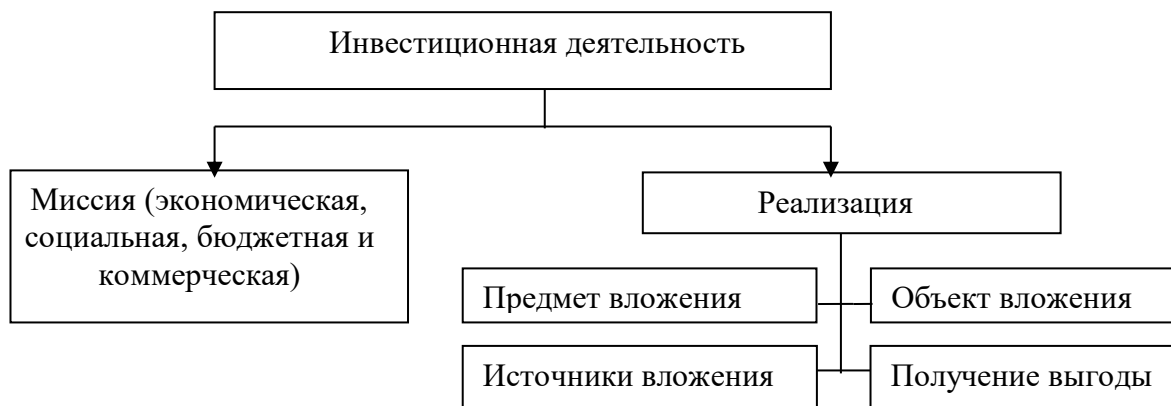 Инвестиционная деятельность
Миссия (экономическая,
социальная, бюджетная и
коммерческая)
Реализация
Предмет вложения
Объект вложения
Источники вложения
Получение выгоды